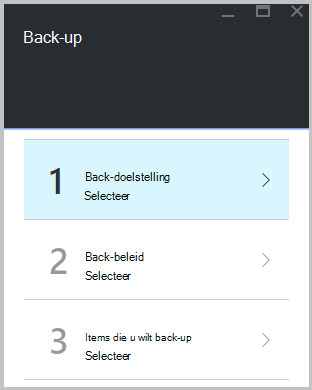 Back-up
1
Back-doelstelling
Selecteer
2
Back-beleid
Selecteer
3
Items die u wilt back-up
Selecteer